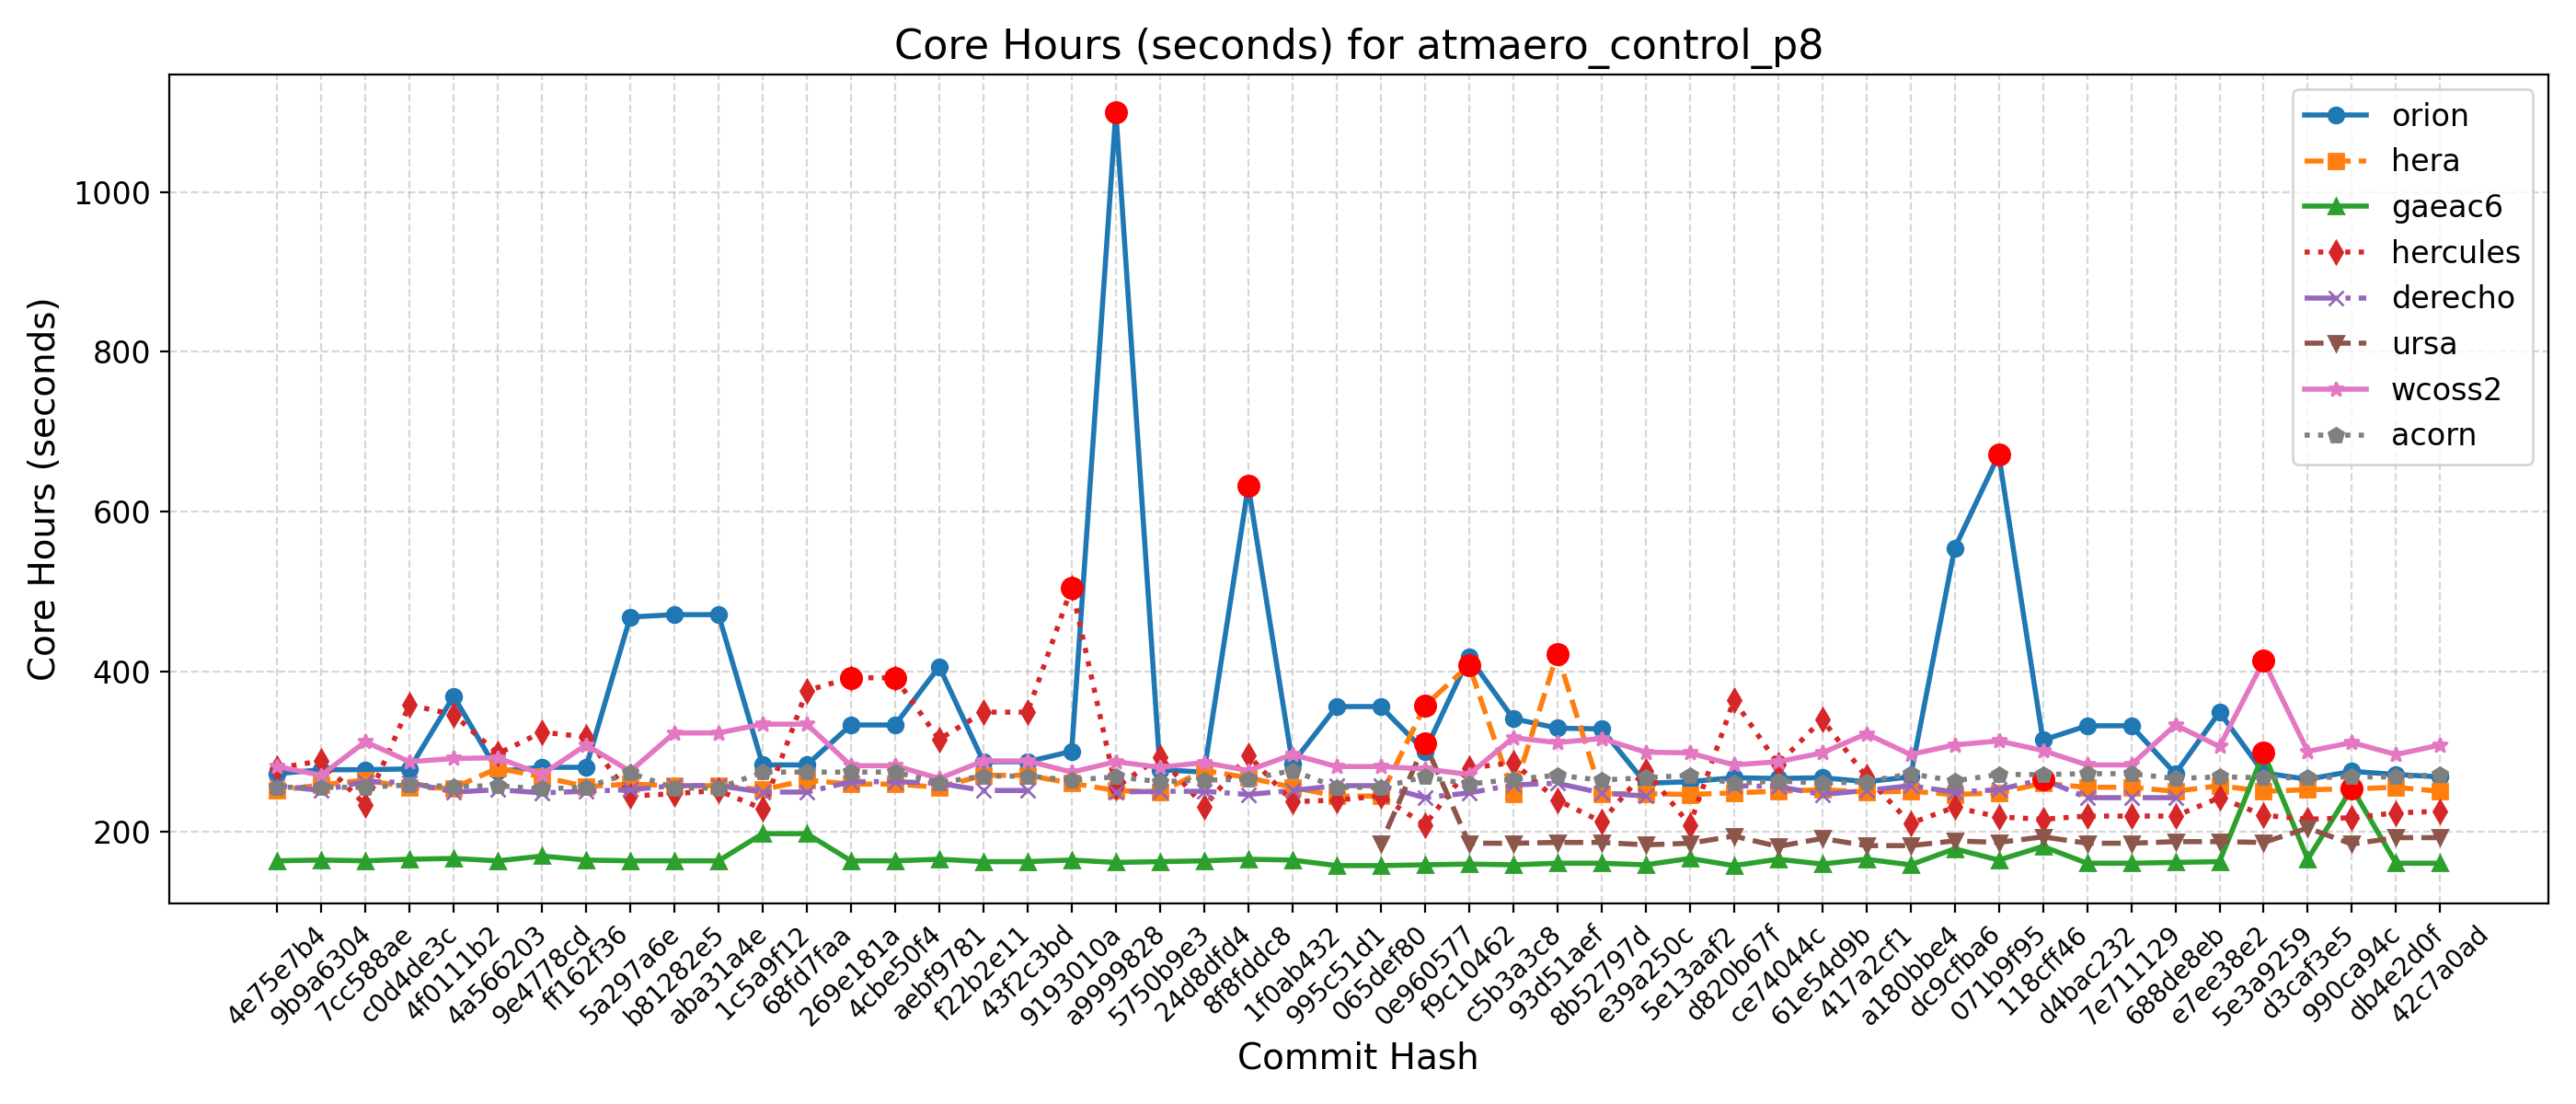 Core Hours (seconds) for atmaero_control_p8
Core Hours (seconds)
1000
800
600
400
200
orion
hera
gaeac6
hercules
derecho
ursa
wcoss2
acorn
4e75e7b4
9b9a6304
7cc588ae
c0d4de3c
4f0111b2
4a566203
9e4778cd
ff162f36
5a297a6e
b81282e5
aba31a4e
1c5a9f12
68fd7faa
269e181a
4cbe50f4
aebf9781
f22b2e11
43f2c3bd
9193010a
a9999828
5750b9e3
24d8dfd4
8f8fddc8
1f0ab432
995c51d1
065def80
0e960577
f9c10462
c5b3a3c8
93d51aef
8b52797d
e39a250c
5e13aaf2
d820b67f
ce74044c
61e54d9b
417a2cf1
a180bbe4
dc9cfba6
071b9f95
118cff46
d4bac232
7e711129
688de8eb
e7ee38e2
5e3a9259
d3caf3e5
990ca94c
db4e2d0f
42c7a0ad
Commit Hash